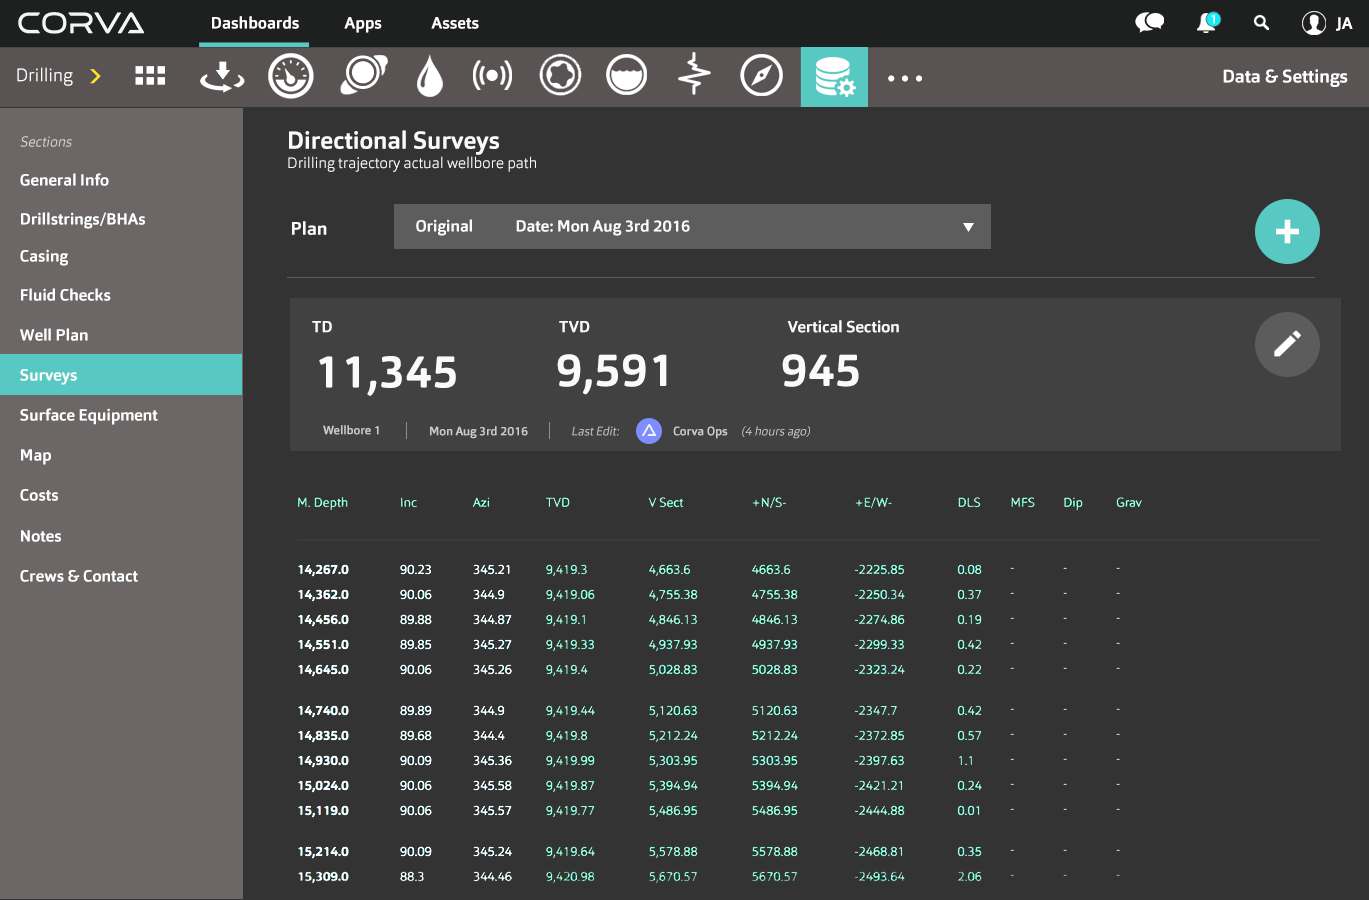 CORVA Dashboards Apps Assets 1 JA
Drilling Data & Settings
Sections
General Info
Drillstrings/BHAs
Casing
Fluid Checks
Well Plan
Surveys
Surface Equipment
Map
Costs
Notes
Crews & Contact
Directional Surveys
Drilling trajectory actual wellbore path
Plan Original Date: Mon Aug 3rd 2016
TD TVD Vertical Section
11,345 9,591 945
Wellbore 1 Mon Aug 3rd 2016 Last Edit: Corva Ops (4 hours ago)
M. Depth Inc Azi TVD V Sect +N/S- +E/W- DLS MFS Dip Grav
14,267.0 90.23 345.21 9,419.3 4,663.6 4663.6 -2225.85 0.08 - - -
14,362.0 90.06 344.9 9,419.06 4,755.38 4755.38 -2250.34 0.37 - - -
14,456.0 89.88 344.87 9,419.1 4,846.13 4846.13 -2274.86 0.19 - - -
14,551.0 89.85 345.27 9,419.33 4,937.93 4937.93 -2299.33 0.42 - - -
14,645.0 90.06 345.26 9,419.4 5,028.83 5028.83 -2323.24 0.22 - - -
14,740.0 89.89 344.9 9,419.44 5,120.63 5120.63 -2347.7 0.42 - - -
14,835.0 89.68 344.4 9,419.8 5,212.24 5212.24 -2372.85 0.57 - - -
14,930.0 90.09 345.36 9,419.99 5,303.95 5303.95 -2397.63 1.1 - - -
15,024.0 90.06 345.58 9,419.87 5,394.94 5394.94 -2421.21 0.24 - - -
15,119.0 90.06 345.57 9,419.77 5,486.95 5486.95 -2444.88 0.01 - - -
15,214.0 90.09 345.24 9,419.64 5,578.88 5578.88 -2468.81 0.35 - - -
15,309.0 88.3 344.46 9,420.98 5,670.57 5670.57 -2493.64 2.06 - - -